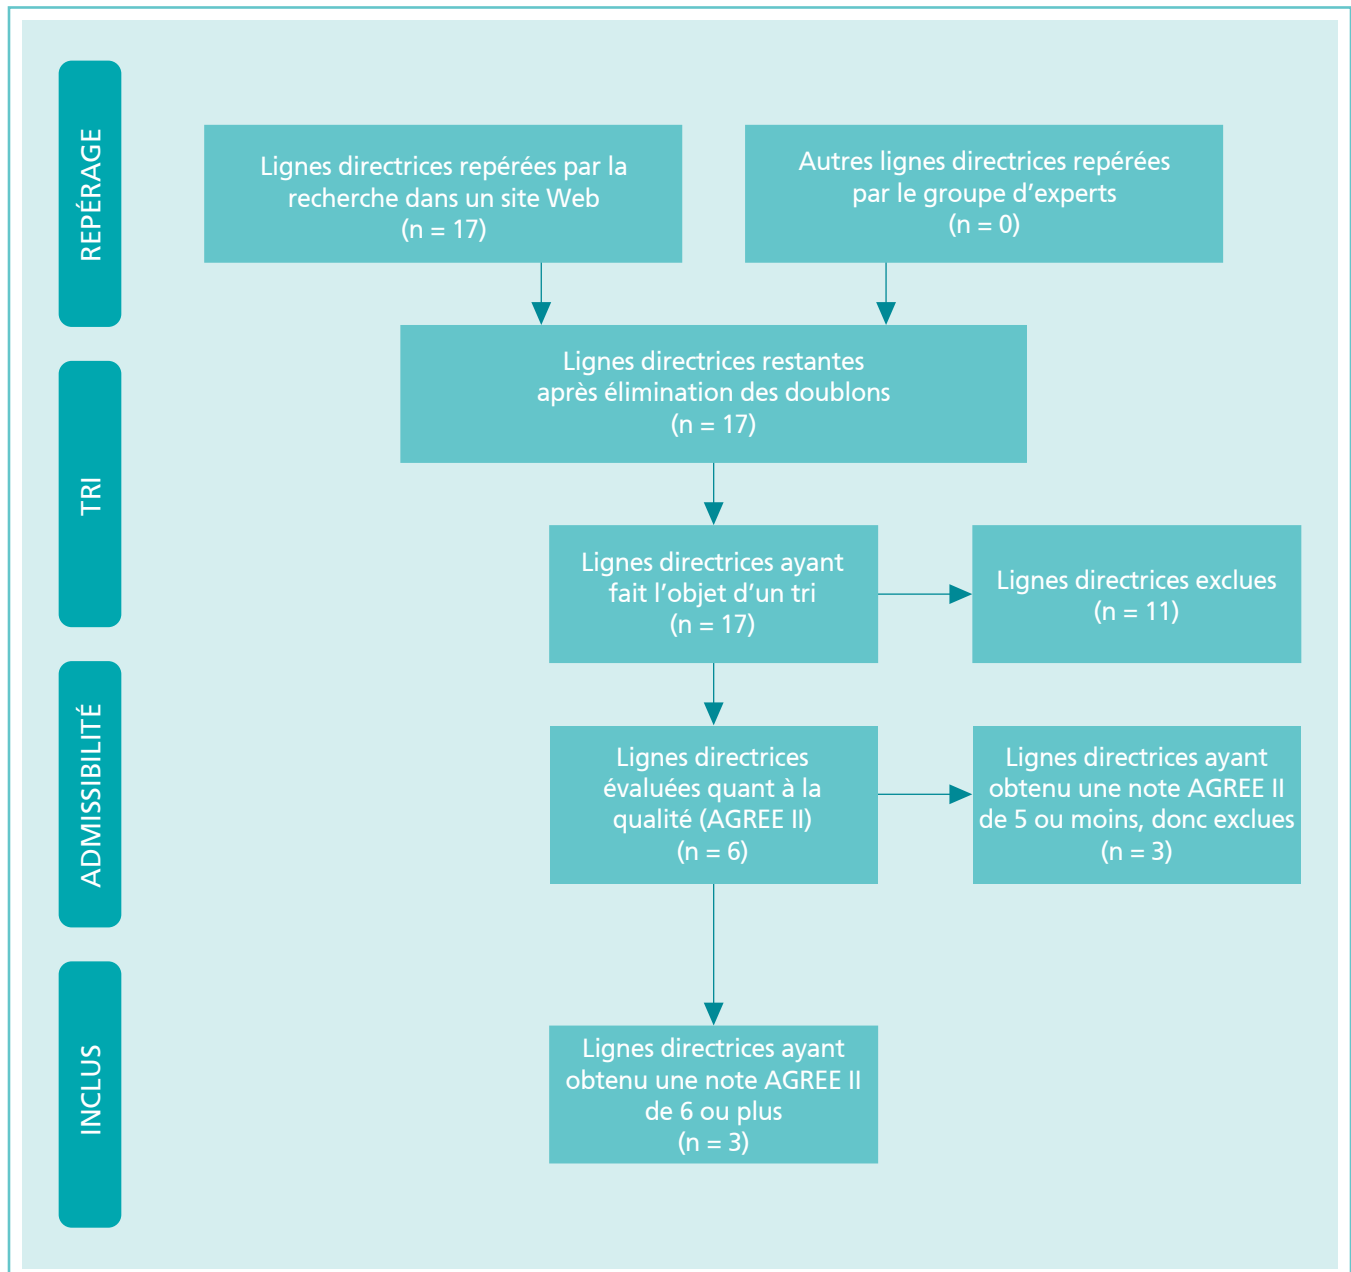 REPÉRAGE
Lignes directrices repérées par la
recherche dans un site Web
(n = 17)
Autres lignes directrices repérées
par le groupe d’experts
(n = 0)
TRI
Lignes directrices restantes
après élimination des doublons
(n = 17)
Lignes directrices ayant
fait l’objet d’un tri
(n = 17)
Lignes directrices exclues
(n = 11)
ADMISSIBILITÉ
Lignes directrices
évaluées quant à la
qualité (AGREE II)
(n = 6)
Lignes directrices ayant
obtenu une note AGREE II
de 5 ou moins, donc exclues
(n = 3)
INCLUS
Lignes directrices ayant
obtenu une note AGREE II
de 6 ou plus
(n = 3)